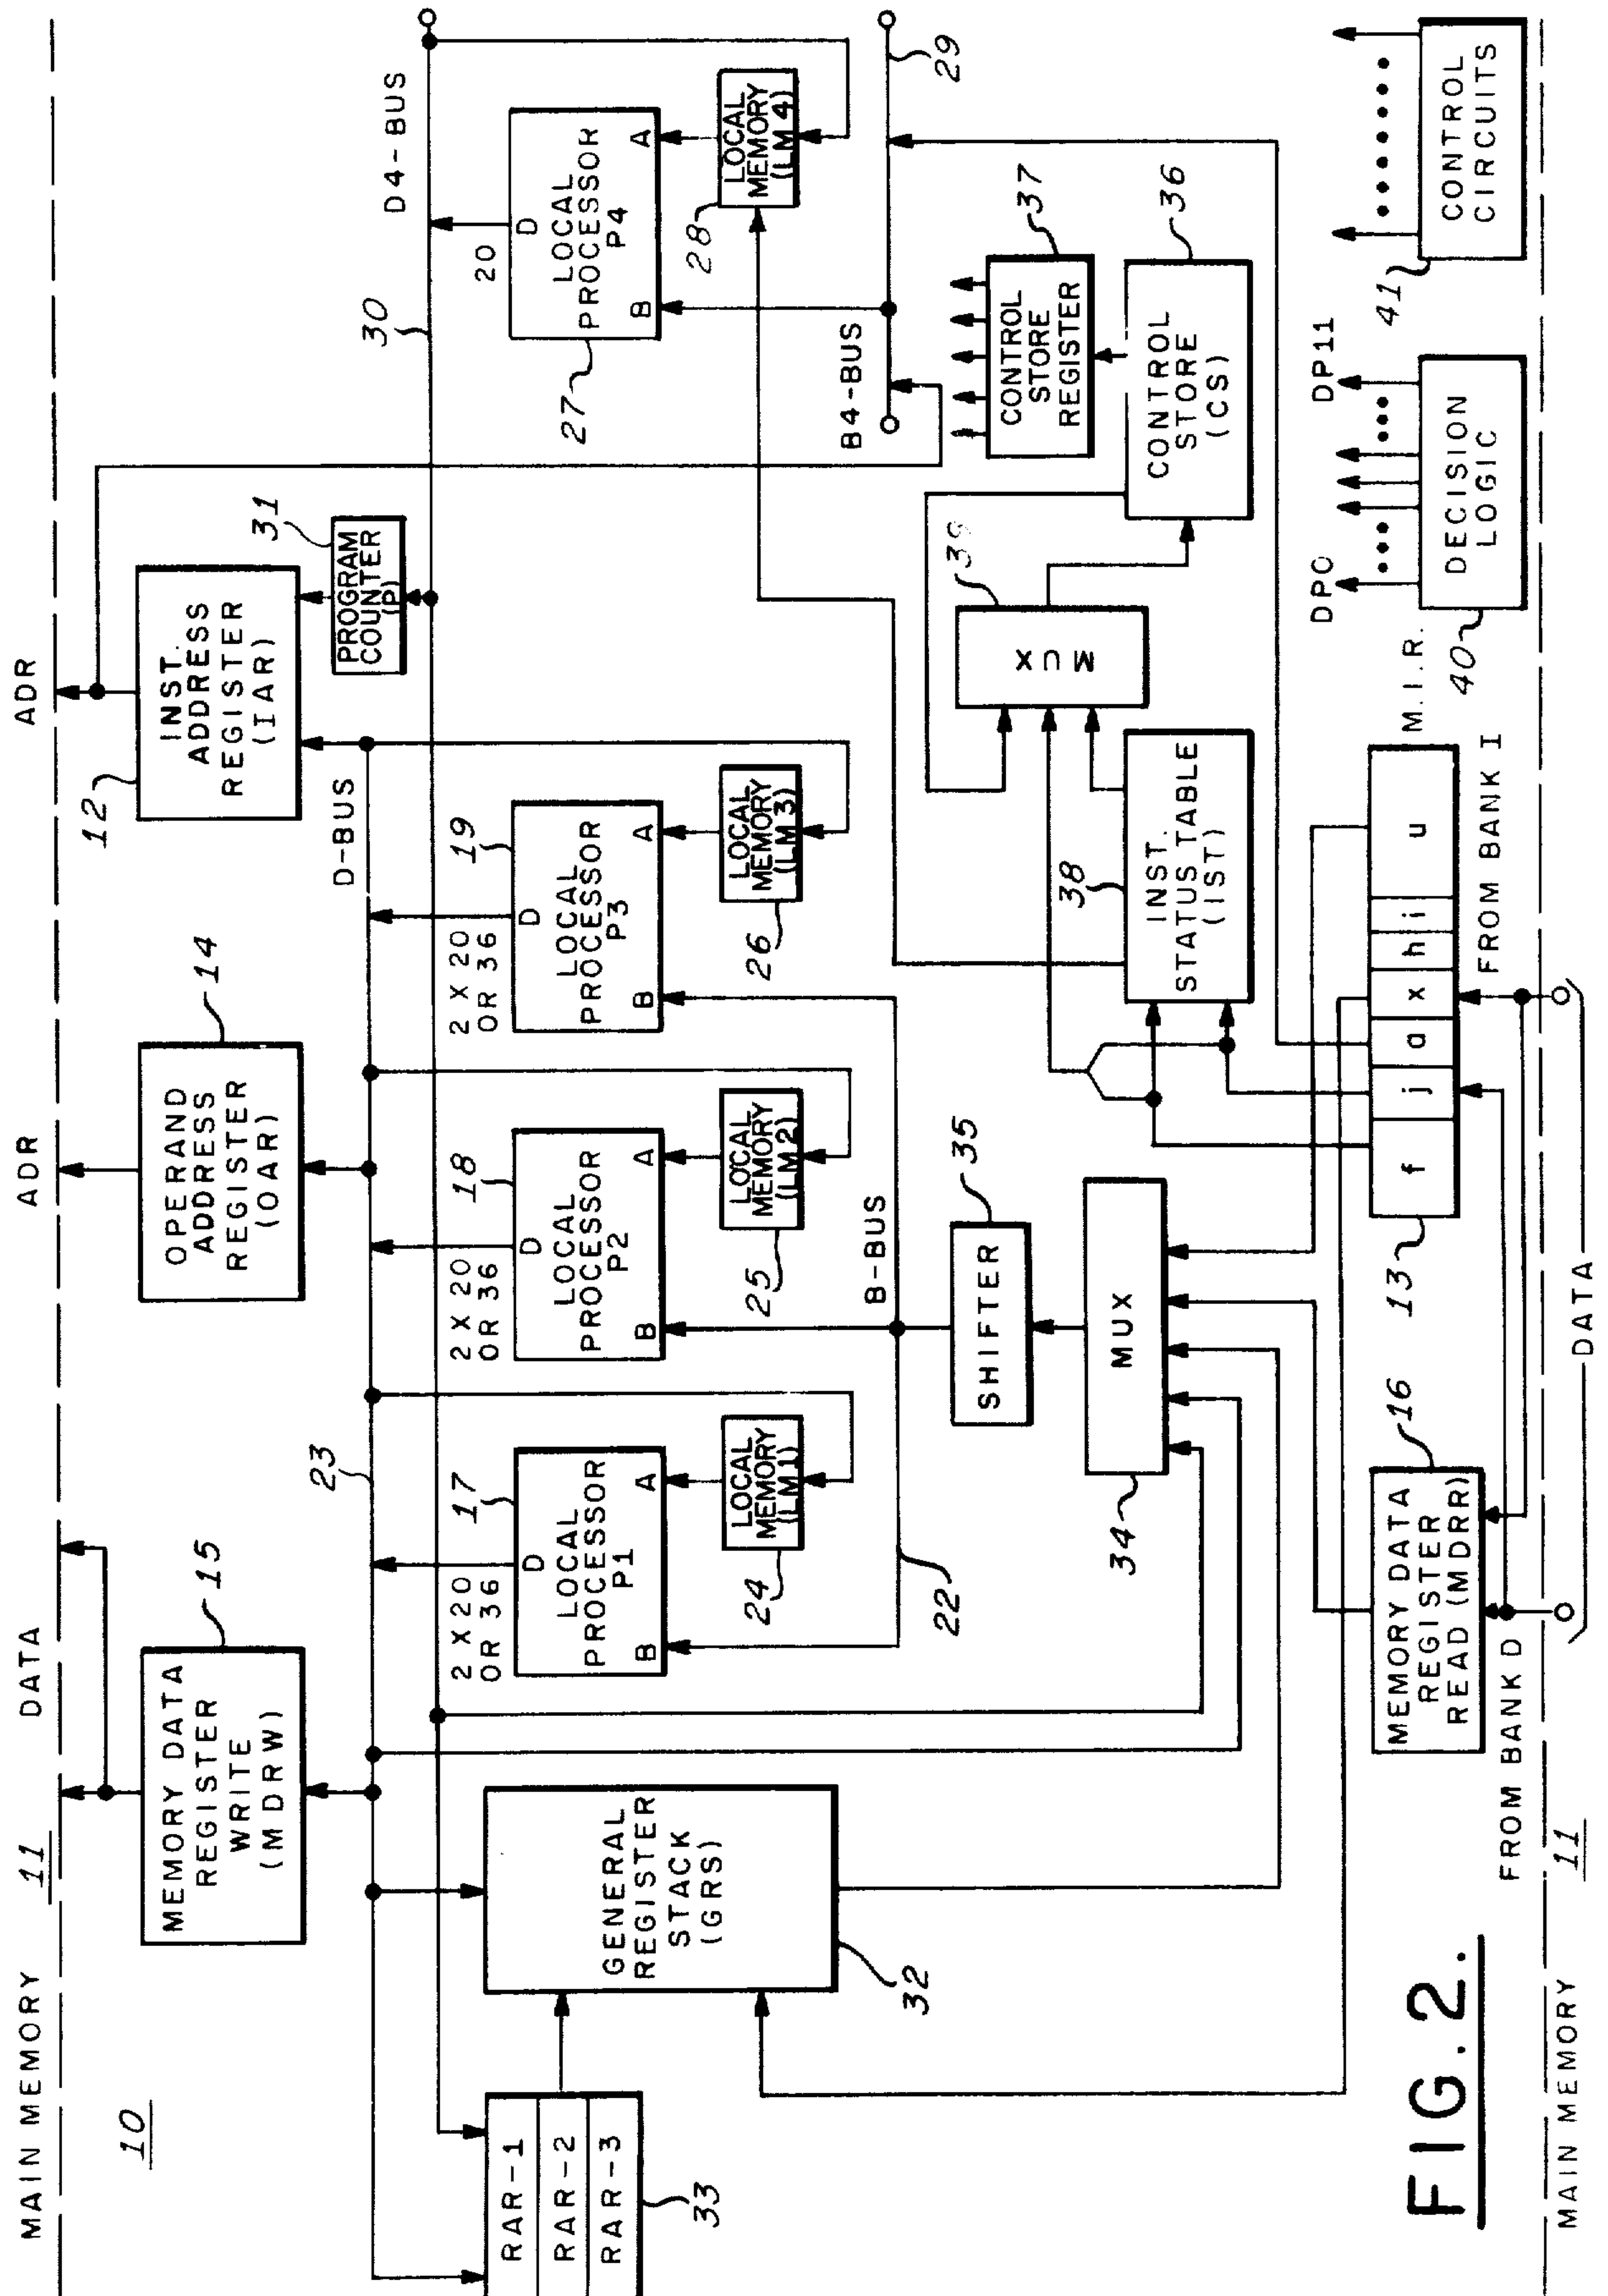 MAIN MEMORY
11
DATA
ADR
ADR
10
MEMORY DATA
REGISTER
WRITE
(MDRW)
15
OPERAND
ADDRESS
REGISTER
(OAR)
14
INST.
ADDRESS
REGISTER
(IAR)
12
PROGRAM
COUNTER
(P)
31
23
D-BUS
30
D4-BUS
RAR-1
RAR-2
RAR-3
33
GENERAL
REGISTER
STACK
(GRS)
32
2 X 20
OR 36
17
D
LOCAL
PROCESSOR
P1
B
A
LOCAL
MEMORY
(LM1)
24
2 X 20
OR 36
18
D
LOCAL
PROCESSOR
P2
B
A
LOCAL
MEMORY
(LM2)
25
2 X 20
OR 36
19
D
LOCAL
PROCESSOR
P3
B
A
LOCAL
MEMORY
(LM3)
26
20
D
LOCAL
PROCESSOR
P4
B
A
27
LOCAL
MEMORY
(LM4)
28
22
B-BUS
B4-BUS
29
SHIFTER
35
MUX
34
MUX
39
INST.
STATUS TABLE
(IST)
38
CONTROL
STORE
REGISTER
37
CONTROL
STORE
(CS)
36
MEMORY DATA
REGISTER
READ (MDRR)
16
f
j
a
x
h
i
u
M.I.R.
13
DP0
DP11
DECISION
LOGIC
40
CONTROL
CIRCUITS
41
FROM BANK D
FROM BANK I
DATA
MAIN MEMORY
11
FIG.2.